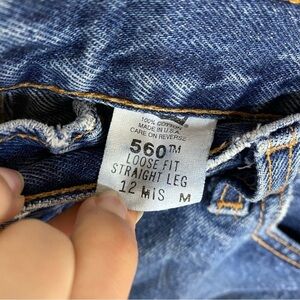 100% COTTON
MADE IN U.S.A.
CARE ON REVERSE
560™
LOOSE FIT
STRAIGHT LEG
12 MIS M